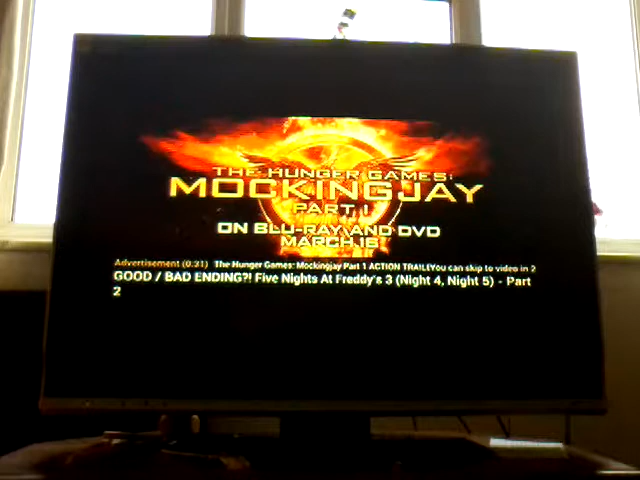 THE HUNGER GAMES:
MOCKINGJAY
PART 1
ON BLU-RAY AND DVD
MARCH 16
Advertisement (0:31) The Hunger Games: Mockingjay Part 1 ACTION TRAILEYou can skip to video in 2
GOOD / BAD ENDING?! Five Nights At Freddy's 3 (Night 4, Night 5) - Part
2